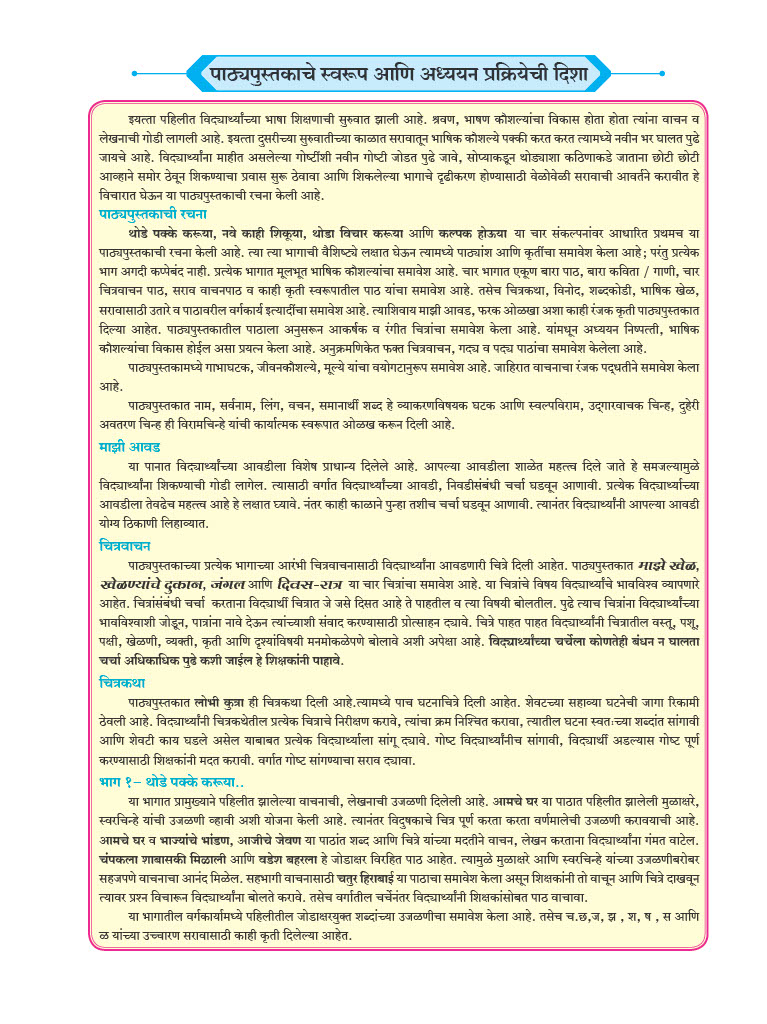 पाठ्यपुस्तकाचे स्वरूप आणि अध्ययन प्रक्रियेची दिशा
इयत्ता पहिलीत विद्यार्थ्यांच्या भाषा शिक्षणाची सुरुवात झाली आहे. श्रवण, भाषण कौशल्यांचा विकास होता होता त्यांना वाचन व
लेखनाची गोडी लागली आहे. इयत्ता दुसरीच्या सुरुवातीच्या काळात सरावातून भाषिक कौशल्ये पक्की करत करत त्यामध्ये नवीन भर घालत पुढे
जायचे आहे. विद्यार्थ्यांना माहीत असलेल्या गोष्टींशी नवीन गोष्टी जोडत पुढे जावे, सोप्याकडून थोड्याशा कठिणाकडे जाताना छोटी छोटी
आव्हाने समोर ठेवून शिकण्याचा प्रवास सुरू ठेवावा आणि शिकलेल्या भागाचे दृढीकरण होण्यासाठी वेळोवेळी सरावाची आवर्तने करावीत हे
विचारात घेऊन या पाठ्यपुस्तकाची रचना केली आहे.
पाठ्यपुस्तकाची रचना
थोडे पक्के करूया, नवे काही शिकूया, थोडा विचार करूया आणि कल्पक होऊया या चार संकल्पनांवर आधारित प्रथमच या
पाठ्यपुस्तकाची रचना केली आहे. त्या त्या भागाची वैशिष्ट्ये लक्षात घेऊन त्यामध्ये पाठ्यांश आणि कृतींचा समावेश केला आहे; परंतु प्रत्येक
भाग अगदी कप्पेबंद नाही. प्रत्येक भागात मूलभूत भाषिक कौशल्यांचा समावेश आहे. चार भागात एकूण बारा पाठ, बारा कविता / गाणी, चार
चित्रवाचन पाठ, सराव वाचनपाठ व काही कृती स्वरूपातील पाठ यांचा समावेश आहे. तसेच चित्रकथा, विनोद, शब्दकोडी, भाषिक खेळ,
सरावासाठी उतारे व पाठावरील वर्गकार्य इत्यादींचा समावेश आहे. त्याशिवाय माझी आवड, फरक ओळखा अशा काही रंजक कृती पाठ्यपुस्तकात
दिल्या आहेत. पाठ्यपुस्तकातील पाठाला अनुसरून आकर्षक व रंगीत चित्रांचा समावेश केला आहे. यांमधून अध्ययन निष्पत्ती, भाषिक
कौशल्यांचा विकास होईल असा प्रयत्न केला आहे. अनुक्रमणिकेत फक्त चित्रवाचन, गद्य व पद्य पाठांचा समावेश केलेला आहे.
पाठ्यपुस्तकामध्ये गाभाघटक, जीवनकौशल्ये, मूल्ये यांचा वयोगटानुरूप समावेश आहे. जाहिरात वाचनाचा रंजक पद्धतीने समावेश केला
आहे.
पाठ्यपुस्तकात नाम, सर्वनाम, लिंग, वचन, समानार्थी शब्द हे व्याकरणविषयक घटक आणि स्वल्पविराम, उद्गारवाचक चिन्ह, दुहेरी
अवतरण चिन्ह ही विरामचिन्हे यांची कार्यात्मक स्वरूपात ओळख करून दिली आहे.
माझी आवड
या पानात विद्यार्थ्यांच्या आवडीला विशेष प्राधान्य दिलेले आहे. आपल्या आवडीला शाळेत महत्त्व दिले जाते हे समजल्यामुळे
विद्यार्थ्यांना शिकण्याची गोडी लागेल. त्यासाठी वर्गात विद्यार्थ्यांच्या आवडी, निवडीसंबंधी चर्चा घडवून आणावी. प्रत्येक विद्यार्थ्याच्या
आवडीला तेवढेच महत्त्व आहे हे लक्षात घ्यावे. नंतर काही काळाने पुन्हा तशीच चर्चा घडवून आणावी. त्यानंतर विद्यार्थ्यांनी आपल्या आवडी
योग्य ठिकाणी लिहाव्यात.
चित्रवाचन
पाठ्यपुस्तकाच्या प्रत्येक भागाच्या आरंभी चित्रवाचनासाठी विद्यार्थ्यांना आवडणारी चित्रे दिली आहेत. पाठ्यपुस्तकात माझे खेळ,
खेळण्यांचे दुकान, जंगल आणि दिवस-रात्र या चार चित्रांचा समावेश आहे. या चित्रांचे विषय विद्यार्थ्यांचे भावविश्व व्यापणारे
आहेत. चित्रांसंबंधी चर्चा करताना विद्यार्थी चित्रात जे जसे दिसत आहे ते पाहतील व त्या विषयी बोलतील. पुढे त्याच चित्रांना विद्यार्थ्यांच्या
भावविश्वाशी जोडून, पात्रांना नावे देऊन त्यांच्याशी संवाद करण्यासाठी प्रोत्साहन द्यावे. चित्रे पाहत पाहत विद्यार्थ्यांनी चित्रातील वस्तू, पशू,
पक्षी, खेळणी, व्यक्ती, कृती आणि दृश्यांविषयी मनमोकळेपणे बोलावे अशी अपेक्षा आहे. विद्यार्थ्यांच्या चर्चेला कोणतेही बंधन न घालता
चर्चा अधिकाधिक पुढे कशी जाईल हे शिक्षकांनी पाहावे.
चित्रकथा
पाठ्यपुस्तकात लोभी कुत्रा ही चित्रकथा दिली आहे.त्यामध्ये पाच घटनाचित्रे दिली आहेत. शेवटच्या सहाव्या घटनेची जागा रिकामी
ठेवली आहे. विद्यार्थ्यांनी चित्रकथेतील प्रत्येक चित्राचे निरीक्षण करावे, त्यांचा क्रम निश्चित करावा, त्यातील घटना स्वतःच्या शब्दांत सांगावी
आणि शेवटी काय घडले असेल याबाबत प्रत्येक विद्यार्थ्याला सांगू द्यावे. गोष्ट विद्यार्थ्यांनीच सांगावी, विद्यार्थी अडल्यास गोष्ट पूर्ण
करण्यासाठी शिक्षकांनी मदत करावी. वर्गात गोष्ट सांगण्याचा सराव द्यावा.
भाग १– थोडे पक्के करूया..
या भागात प्रामुख्याने पहिलीत झालेल्या वाचनाची, लेखनाची उजळणी दिलेली आहे. आमचे घर या पाठात पहिलीत झालेली मुळाक्षरे,
स्वरचिन्हे यांची उजळणी व्हावी अशी योजना केली आहे. त्यानंतर विदुषकाचे चित्र पूर्ण करता करता वर्णमालेची उजळणी करावयाची आहे.
आमचे घर व भाज्यांचे भांडण, आजीचे जेवण या पाठांत शब्द आणि चित्रे यांच्या मदतीने वाचन, लेखन करताना विद्यार्थ्यांना गंमत वाटेल.
चंपकला शाबासकी मिळाली आणि वडेश बहरला हे जोडाक्षर विरहित पाठ आहेत. त्यामुळे मुळाक्षरे आणि स्वरचिन्हे यांच्या उजळणीबरोबर
सहजपणे वाचनाचा आनंद मिळेल. सहभागी वाचनासाठी चतुर हिराबाई या पाठाचा समावेश केला असून शिक्षकांनी तो वाचून आणि चित्रे दाखवून
त्यावर प्रश्न विचारून विद्यार्थ्यांना बोलते करावे. तसेच वर्गातील चर्चेनंतर विद्यार्थ्यांनी शिक्षकांसोबत पाठ वाचावा.
या भागातील वर्गकार्यामध्ये पहिलीतील जोडाक्षरयुक्त शब्दांच्या उजळणीचा समावेश केला आहे. तसेच च.छ,ज, झ , श, ष , स आणि
ळ यांच्या उच्चारण सरावासाठी काही कृती दिलेल्या आहेत.